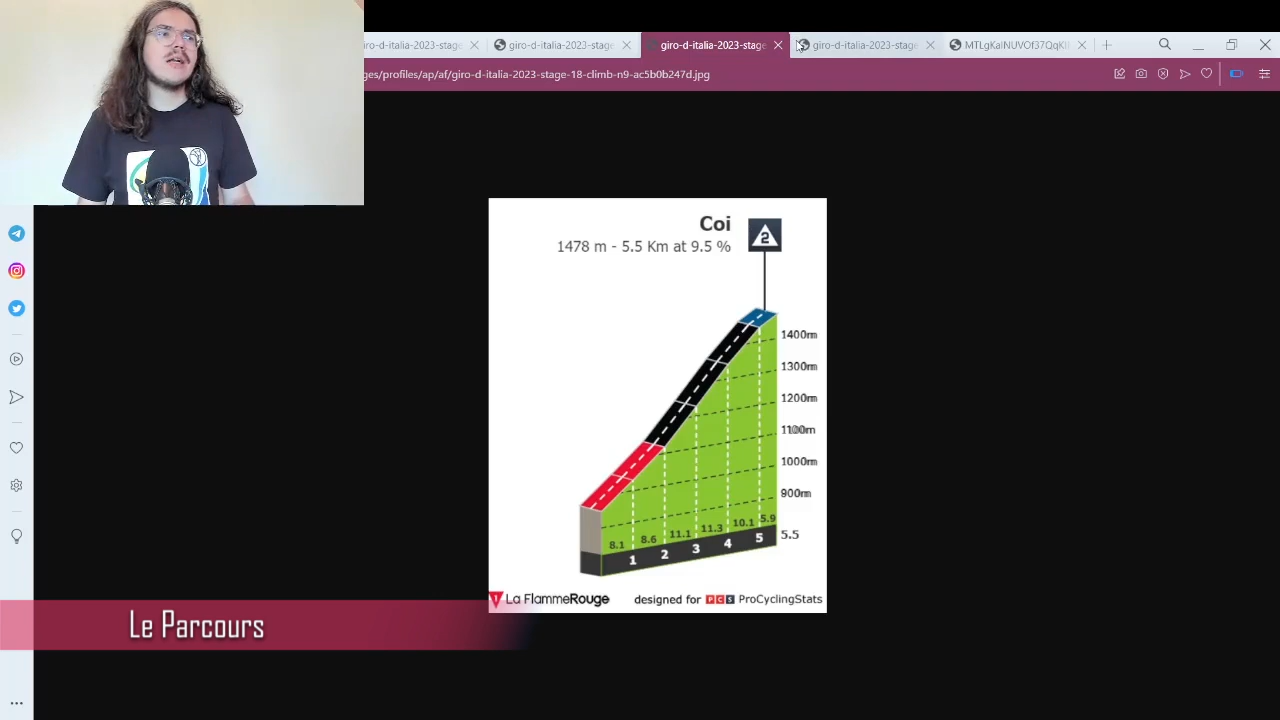 giro-d-italia-2023-stage
giro-d-italia-2023-stage
giro-d-italia-2023-stage
giro-d-italia-2023-stage
MTLgKaINUVOf37QqKI
ges/profiles/ap/af/giro-d-italia-2023-stage-18-climb-n9-ac5b0b247d.jpg
Coi
2
1478 m - 5.5 Km at 9.5 %
1400m
1300m
1200m
1100m
1000m
900m
8.1 8.6 11.1 11.3 10.1 5.9
1 2 3 4 5 5.5
La FlammeRouge designed for PCS ProCyclingStats
Le Parcours